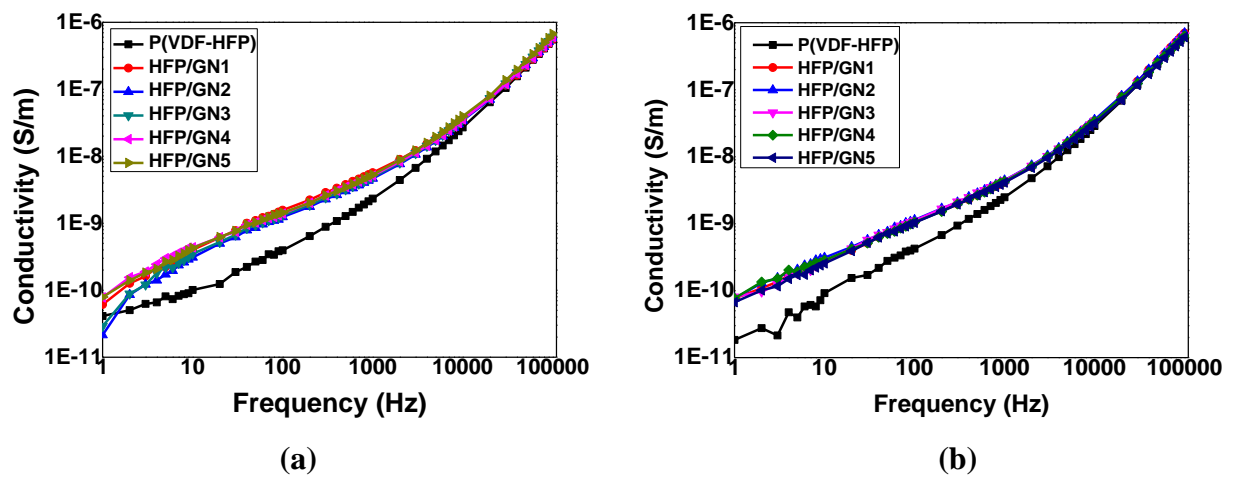 1E-6
1E-7
1E-8
1E-9
1E-10
1E-11
Conductivity (S/m)
P(VDF-HFP)
HFP/GN1
HFP/GN2
HFP/GN3
HFP/GN4
HFP/GN5
1 10 100 1000 10000 100000
Frequency (Hz)
(a)
1E-6
1E-7
1E-8
1E-9
1E-10
1E-11
Conductivity (S/m)
P(VDF-HFP)
HFP/GN1
HFP/GN2
HFP/GN3
HFP/GN4
HFP/GN5
1 10 100 1000 10000 100000
Frequency (Hz)
(b)